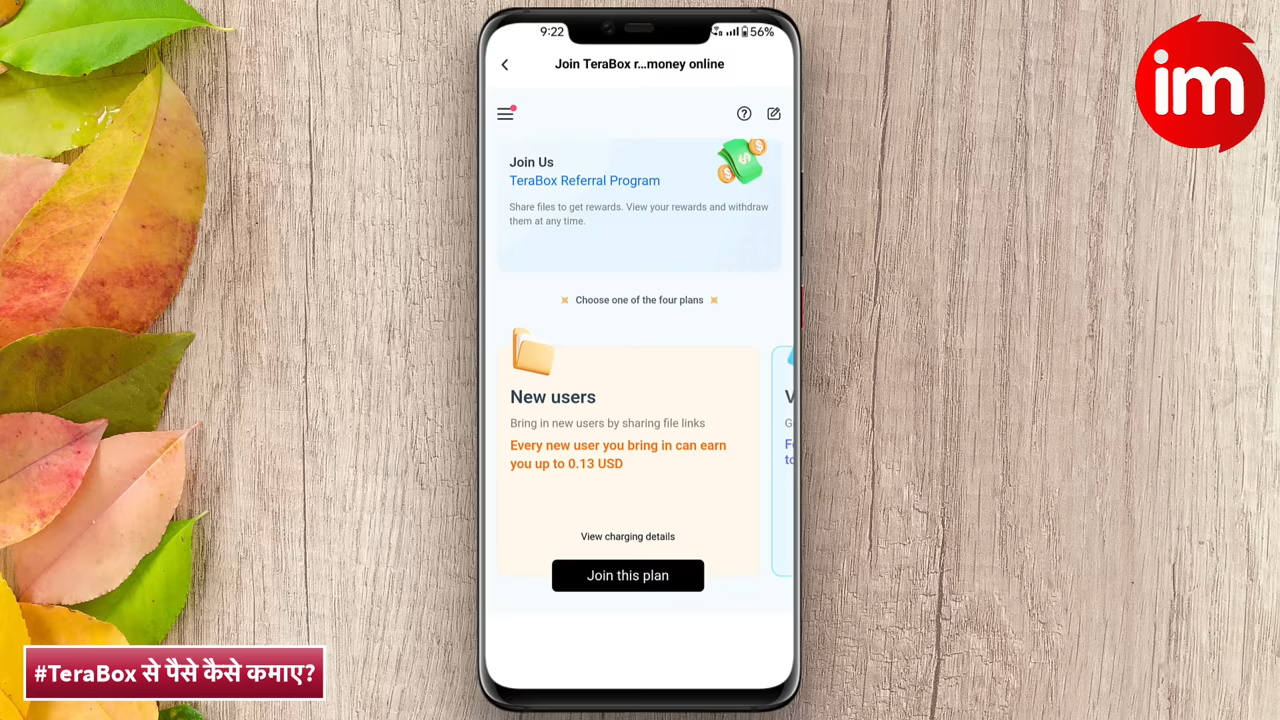 9:22
56%
Join TeraBox r...money online
im
Join Us
TeraBox Referral Program
Share files to get rewards. View your rewards and withdraw
them at any time.
Choose one of the four plans
New users
Bring in new users by sharing file links
Every new user you bring in can earn
you up to 0.13 USD
View charging details
Join this plan
V
G
F
to
#TeraBox से पैसे कैसे कमाए?